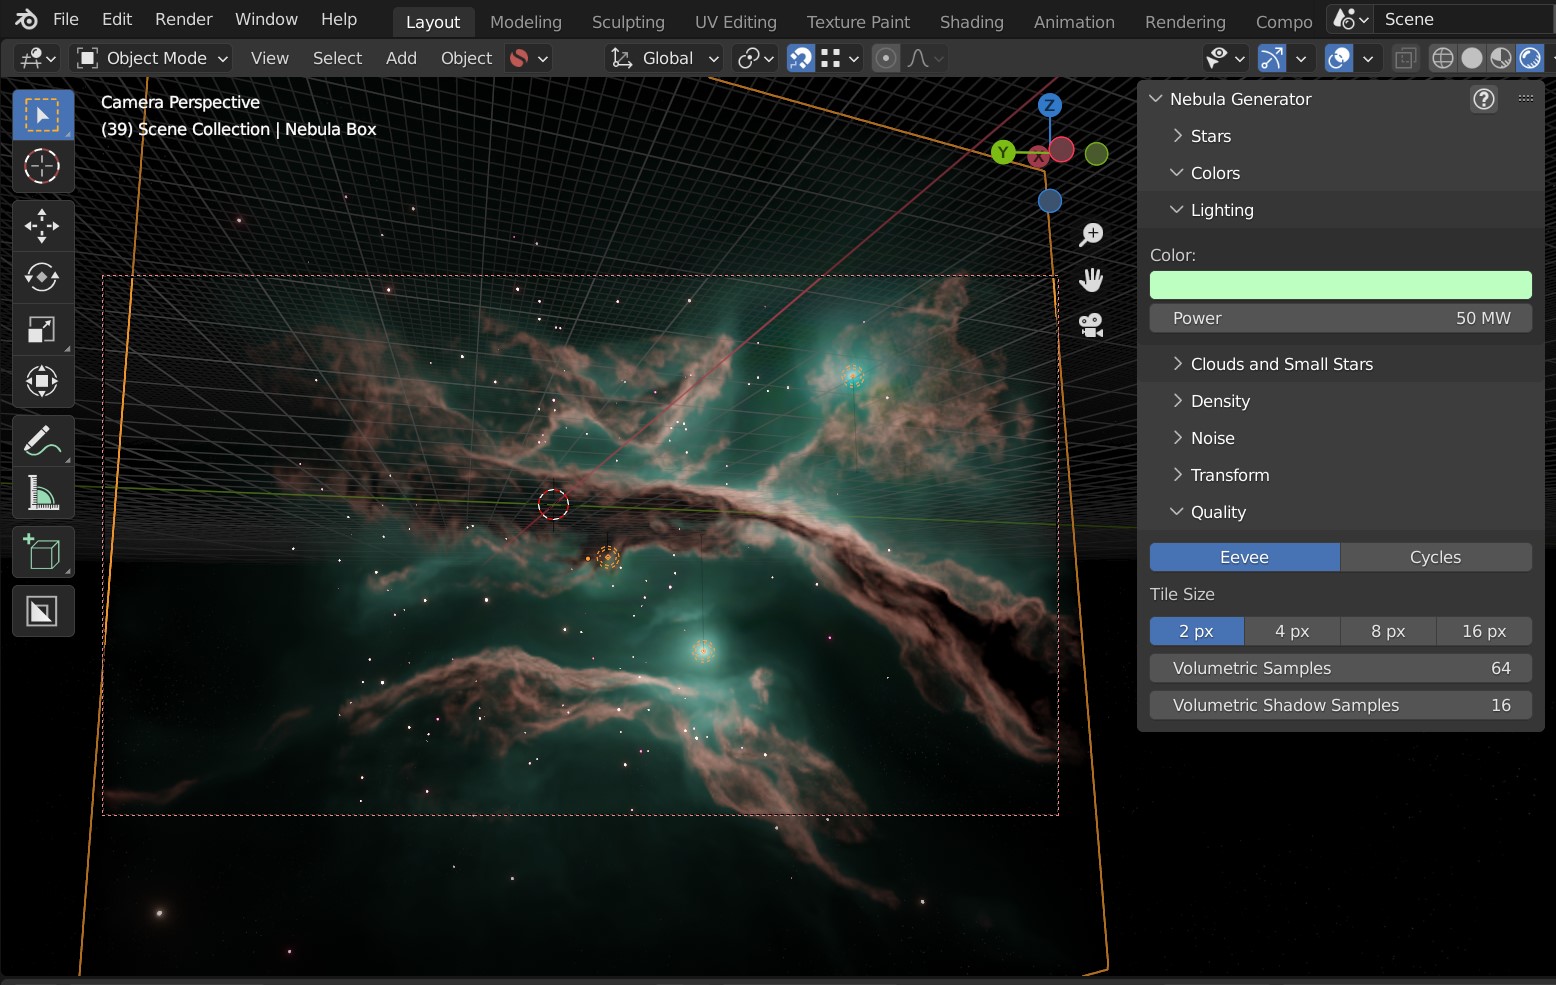 File Edit Render Window Help Layout Modeling Sculpting UV Editing Texture Paint Shading Animation Rendering Compo Scene
Object Mode View Select Add Object Global
Camera Perspective
(39) Scene Collection | Nebula Box
Z
Y
X
Nebula Generator
Stars
Colors
Lighting
Color:
Power 50 MW
Clouds and Small Stars
Density
Noise
Transform
Quality
Eevee Cycles
Tile Size
2 px 4 px 8 px 16 px
Volumetric Samples 64
Volumetric Shadow Samples 16